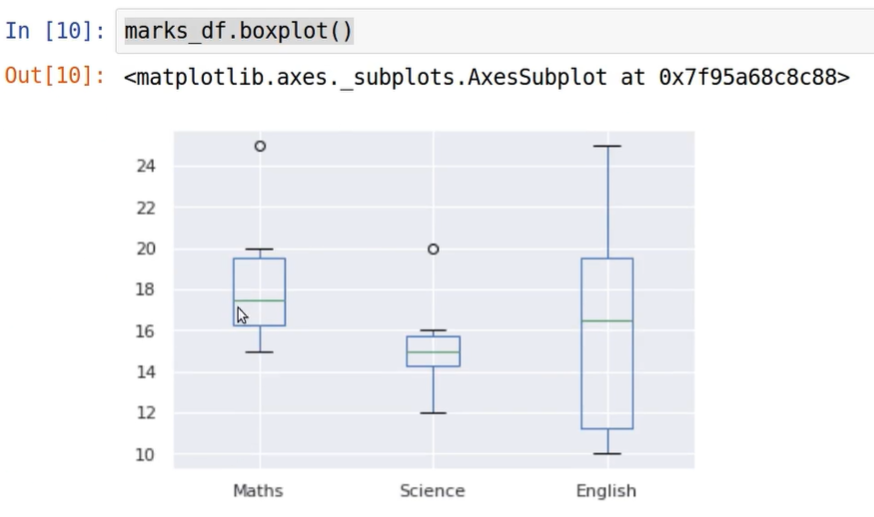 In [10]: marks_df.boxplot()
Out[10]: <matplotlib.axes._subplots.AxesSubplot at 0x7f95a68c8c88>
24
22
20
18
16
14
12
10
Maths Science English